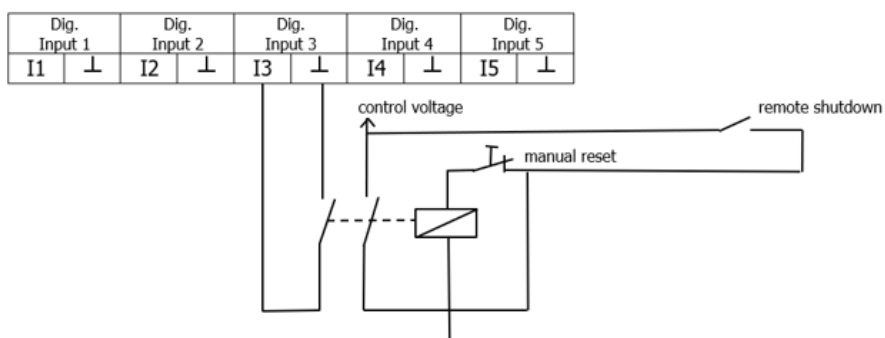 Dig. Dig. Dig. Dig. Dig.
Input 1 Input 2 Input 3 Input 4 Input 5
I1 ⊥ I2 ⊥ I3 ⊥ I4 ⊥ I5 ⊥
control voltage remote shutdown
manual reset